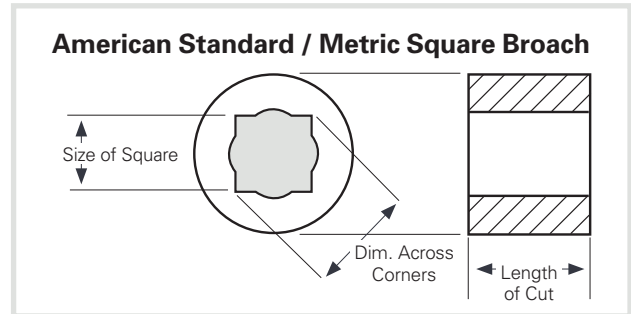 American Standard / Metric Square Broach
Size of Square
Dim. Across
Corners
Length
of Cut